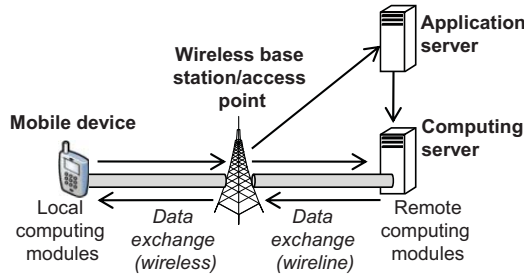 Application
server
Wireless base
station/access
point
Mobile device
Computing
server
Local
computing
modules
Data
exchange
(wireless)
Data
exchange
(wireline)
Remote
computing
modules